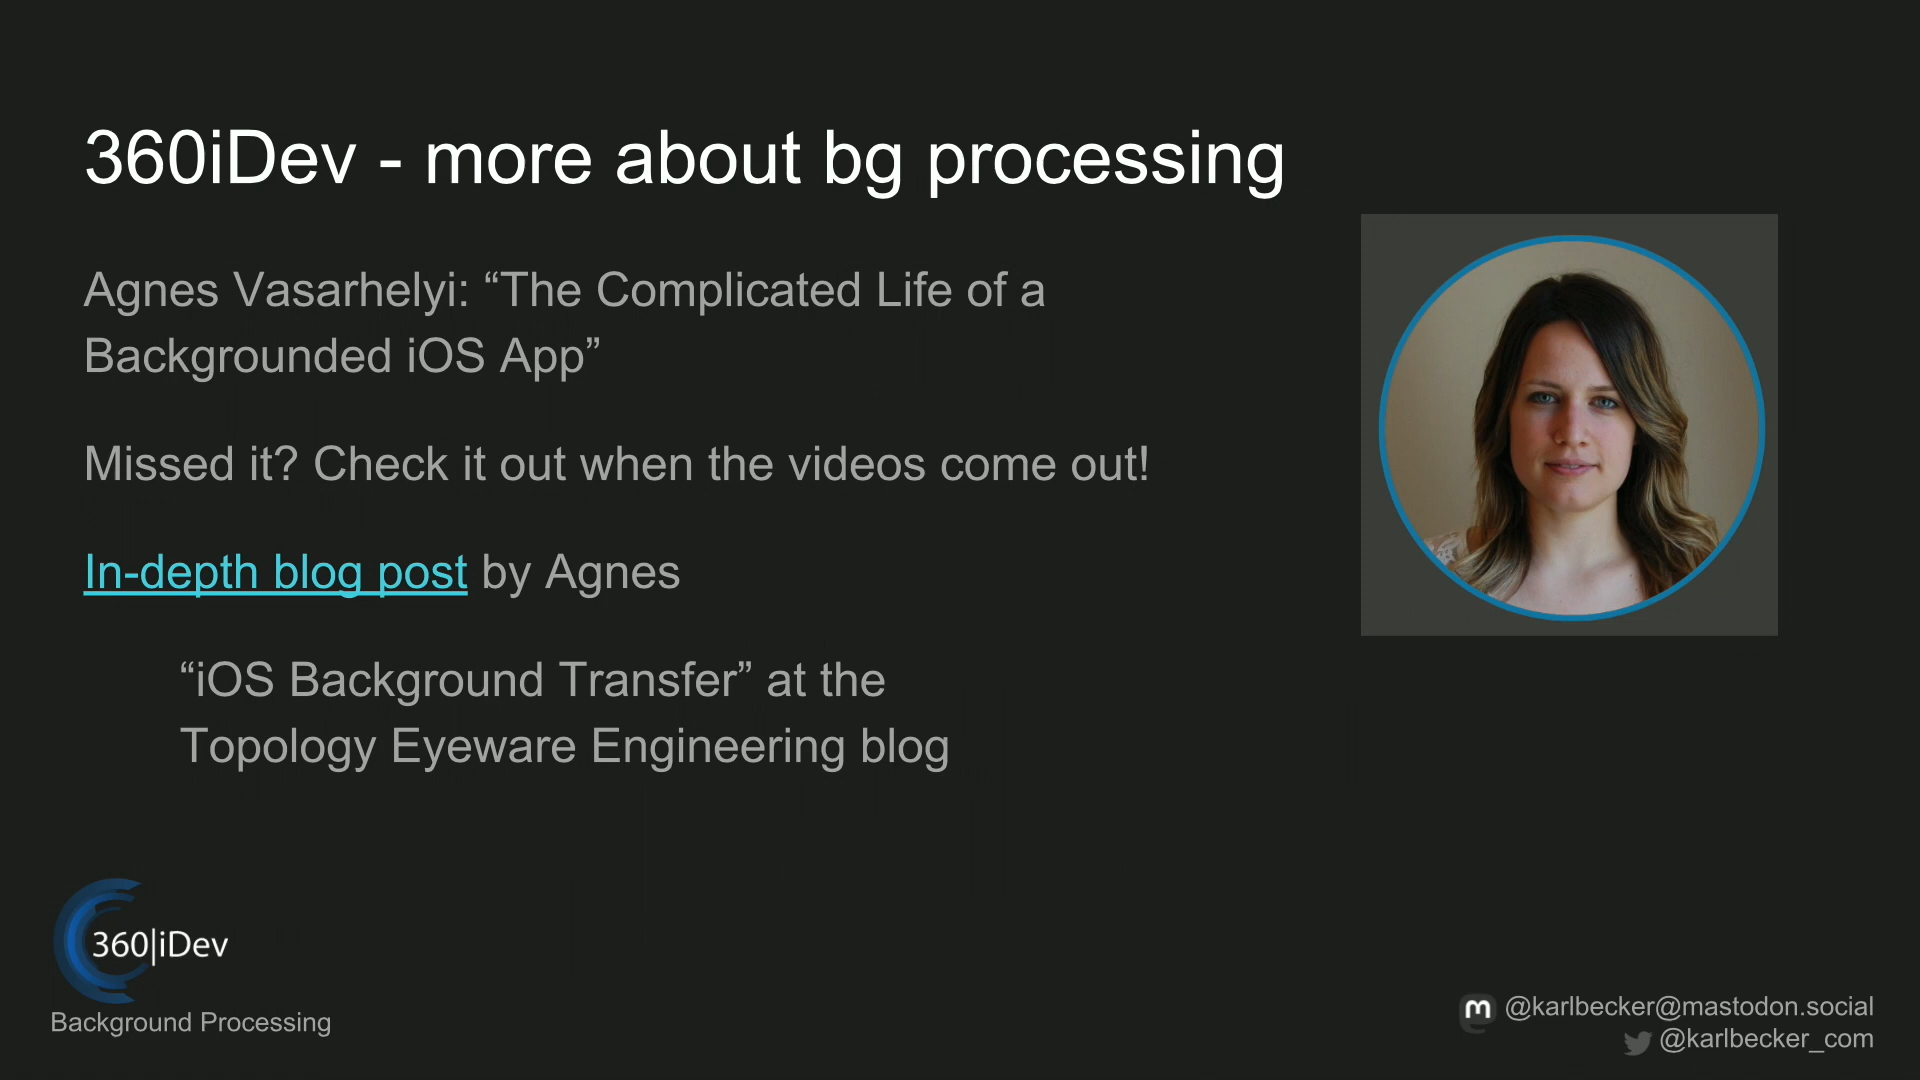 360iDev - more about bg processing
Agnes Vasarhelyi: “The Complicated Life of a
Backgrounded iOS App”
Missed it? Check it out when the videos come out!
In-depth blog post by Agnes
“iOS Background Transfer” at the
Topology Eyeware Engineering blog
360|iDev
Background Processing
@karlbecker@mastodon.social
@karlbecker_com